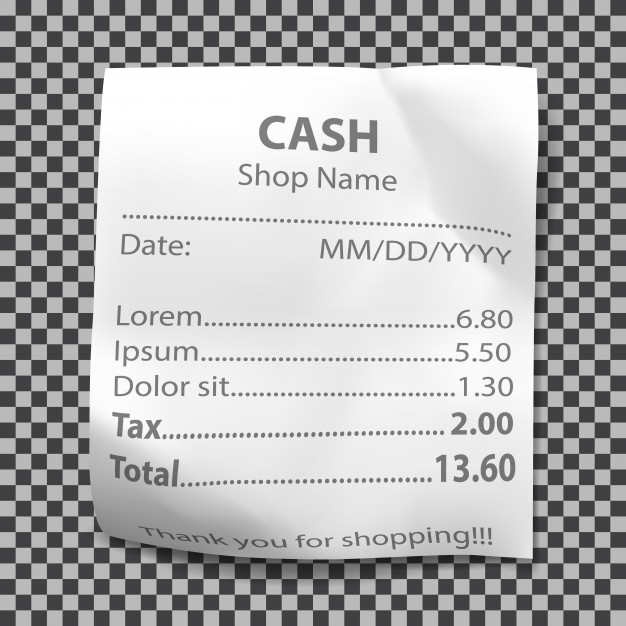 CASH
Shop Name
Date: MM/DD/YYYY
Lorem....................................6.80
Ipsum....................................5.50
Dolor sit................................1.30
Tax........................................ 2.00
Total....................................13.60
Thank you for shopping!!!